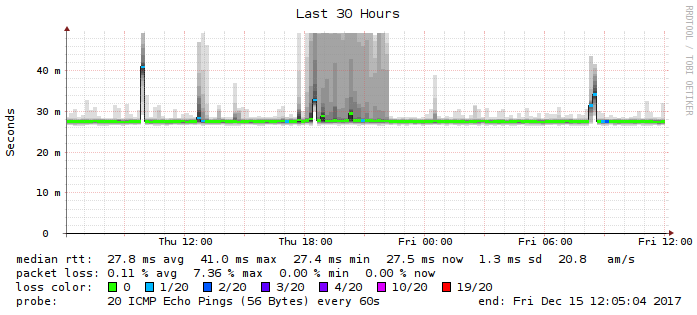 Last 30 Hours
RRDTOOL / TOBI OETIKER
Seconds
40 m
30 m
20 m
10 m
0
Thu 12:00 Thu 18:00 Fri 00:00 Fri 06:00 Fri 12:00
median rtt: 27.8 ms avg 41.0 ms max 27.4 ms min 27.5 ms now 1.3 ms sd 20.8 am/s
packet loss: 0.11 % avg 7.36 % max 0.00 % min 0.00 % now
loss color: 0 1/20 2/20 3/20 4/20 10/20 19/20
probe: 20 ICMP Echo Pings (56 Bytes) every 60s end: Fri Dec 15 12:05:04 2017